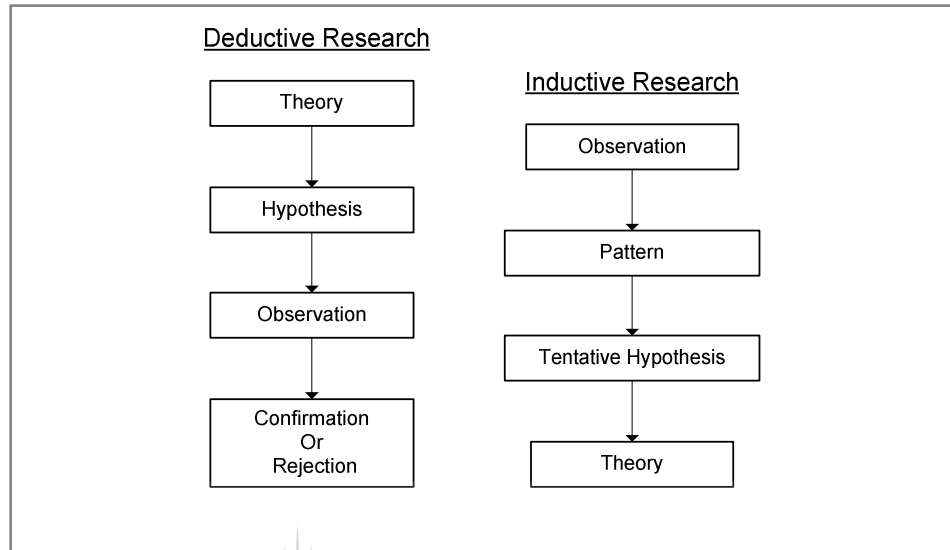 Deductive Research
Theory
Hypothesis
Observation
Confirmation
Or
Rejection
Inductive Research
Observation
Pattern
Tentative Hypothesis
Theory